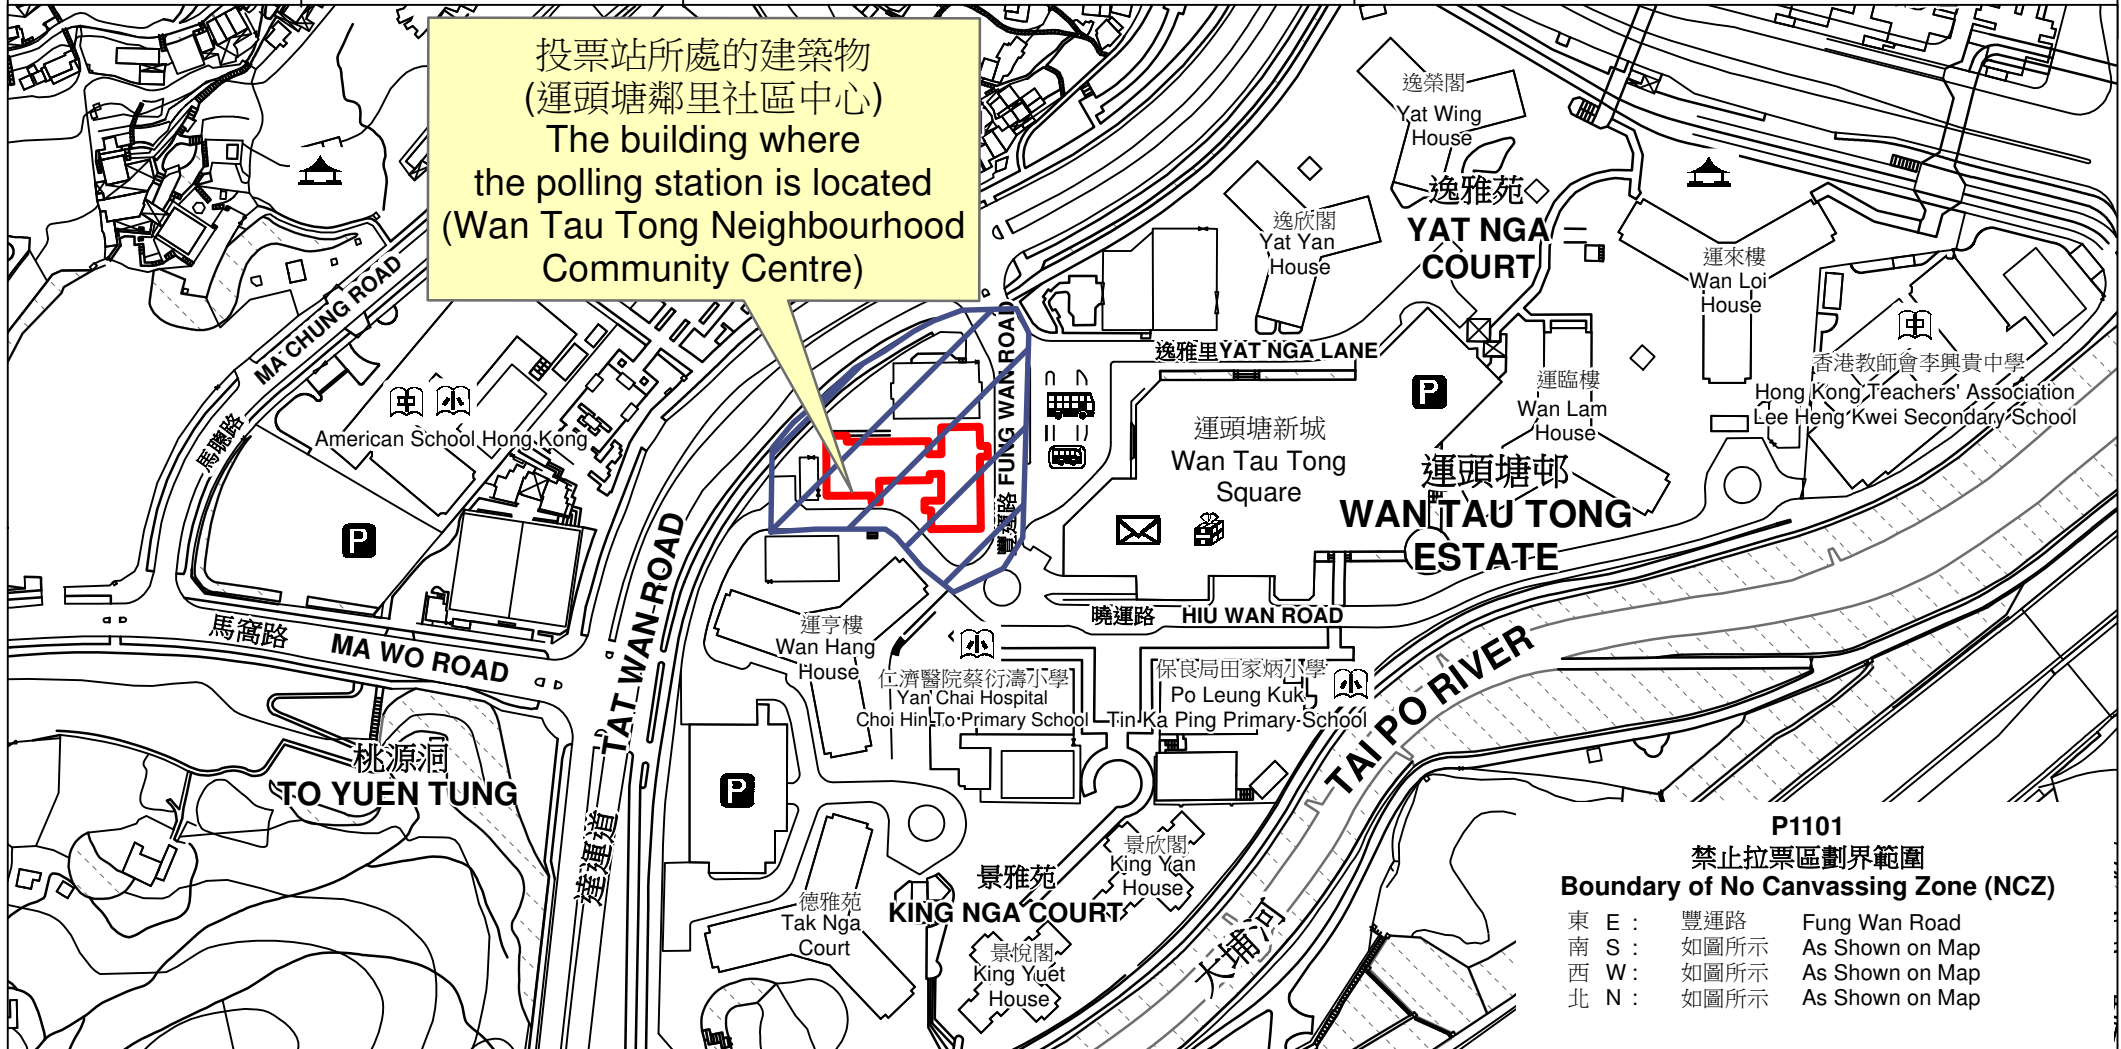 投票站所處的建築物
(運頭塘鄰里社區中心)
The building where
the polling station is located
(Wan Tau Tong Neighbourhood
Community Centre)
逸榮閣
Yat Wing
House
逸雅苑
YAT NGA
COURT
逸欣閣
Yat Yan
House
運來樓
Wan Loi
House
MA CHUNG ROAD
馬聰路
American School Hong Kong
中
小
P
豐運路 FUNG WAN ROAD
逸雅里 YAT NGA LANE
P
運臨樓
Wan Lam
House
中
香港教師會李興貴中學
Hong Kong Teachers' Association
Lee Heng Kwei Secondary School
運頭塘新城
Wan Tau Tong
Square
運頭塘邨
WAN TAU TONG
ESTATE
馬窩路
MA WO ROAD
達運道
TAT WAN ROAD
運亨樓
Wan Hang
House
曉運路
HIU WAN ROAD
小
仁濟醫院蔡衍濤小學
Yan Chai Hospital
Choi Hin To Primary School
保良局田家炳小學
Po Leung Kuk
Tin Ka Ping Primary School
小
TAI PO RIVER
大埔河
桃源洞
TO YUEN TUNG
P
德雅苑
Tak Nga
Court
景雅苑
KING NGA COURT
景欣閣
King Yan
House
景悅閣
King Yuet
House
P1101
禁止拉票區劃界範圍
Boundary of No Canvassing Zone (NCZ)
東 E : 豐運路 Fung Wan Road
南 S : 如圖所示 As Shown on Map
西 W : 如圖所示 As Shown on Map
北 N : 如圖所示 As Shown on Map